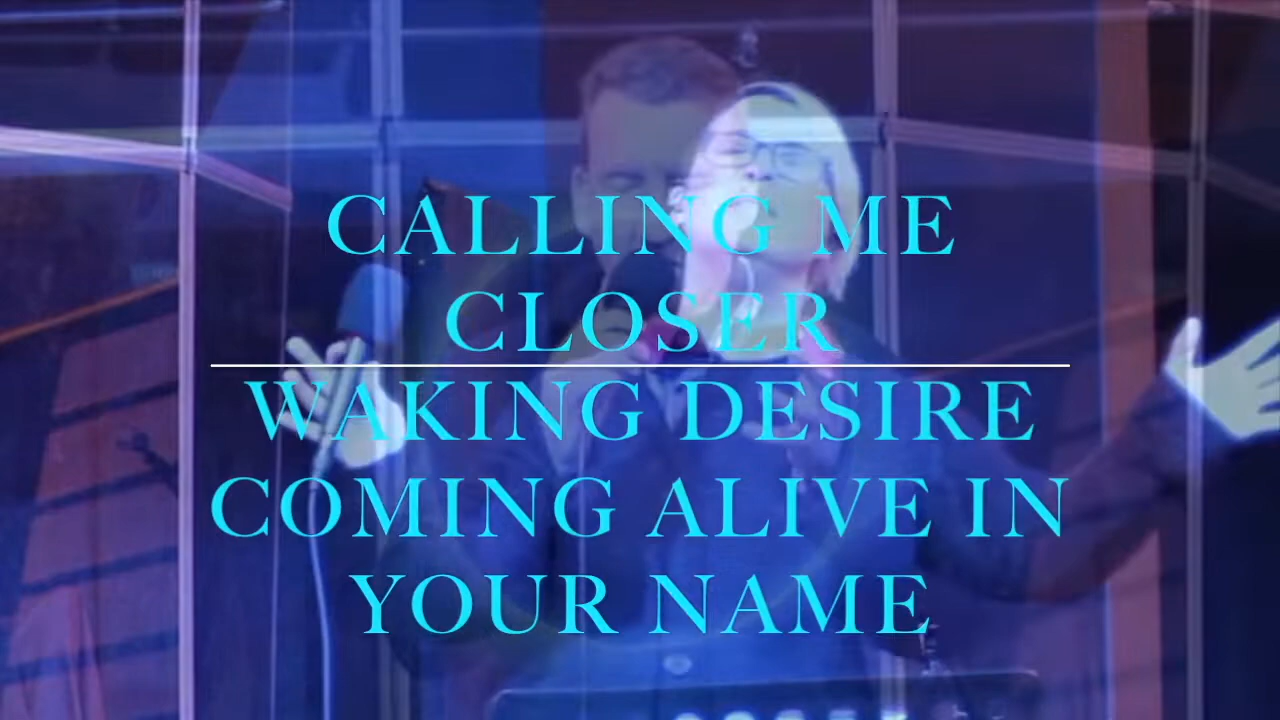 CALLING ME
CLOSER
WAKING DESIRE
COMING ALIVE IN
YOUR NAME